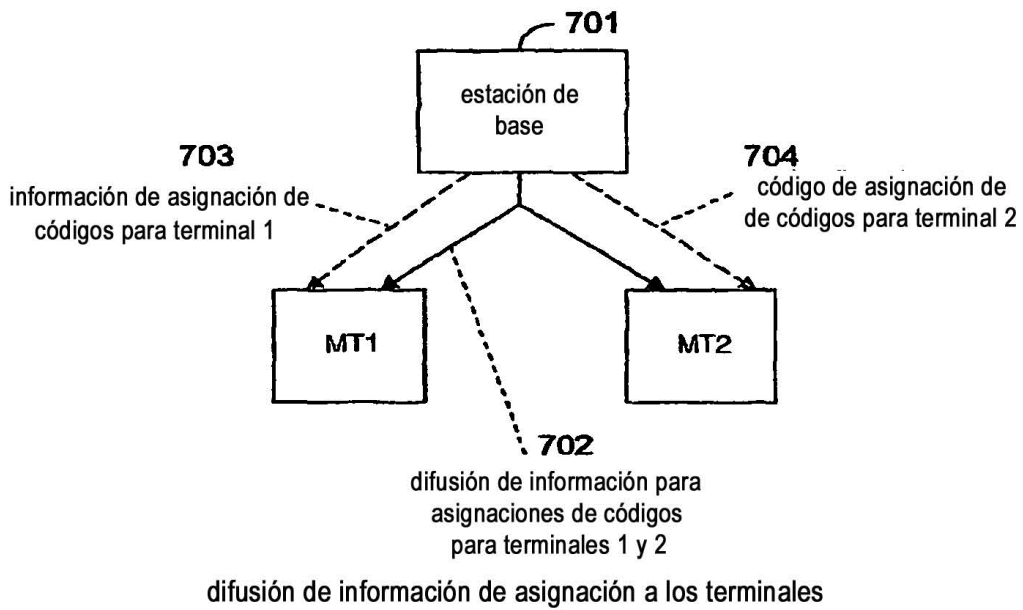 701
estación de
base
703
información de asignación de
códigos para terminal 1
704
código de asignación de
de códigos para terminal 2
MT1
MT2
702
difusión de información para
asignaciones de códigos
para terminales 1 y 2
difusión de información de asignación a los terminales